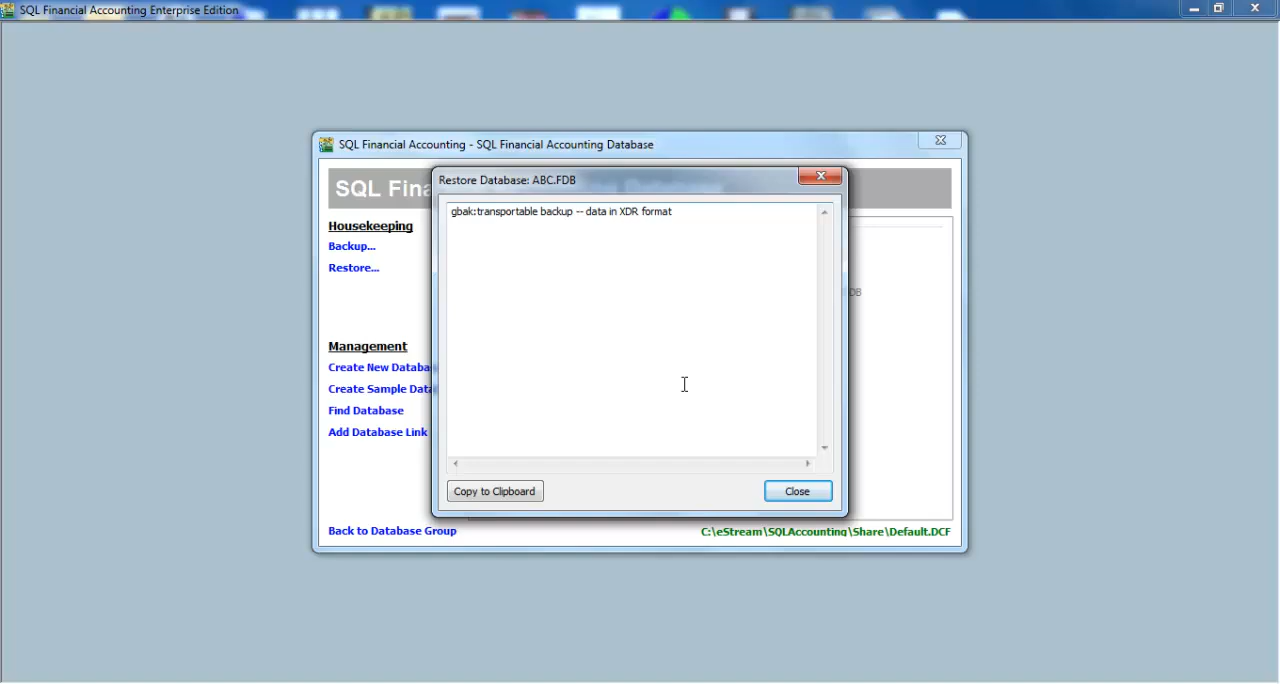 SQL Financial Accounting Enterprise Edition
SQL Financial Accounting - SQL Financial Accounting Database
SQL Fina
Restore Database: ABC.FDB
gbak:transportable backup -- data in XDR format
Housekeeping
Backup...
Restore...
DB
Management
Create New Databa
Create Sample Data
Find Database
Add Database Link
Copy to Clipboard
Close
Back to Database Group
C:\eStream\SQLAccounting\Share\Default.DCF